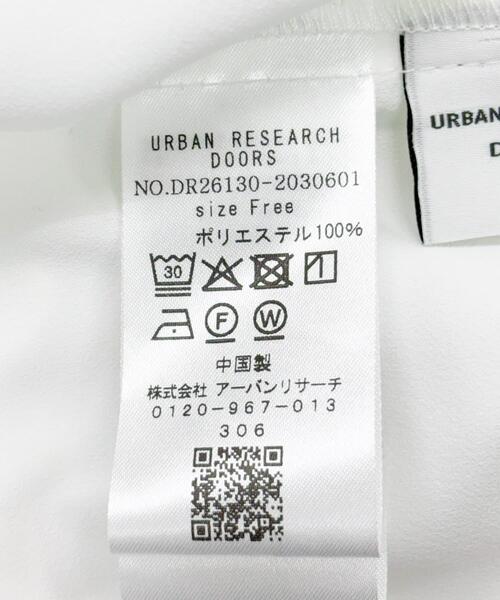 URBAN RESEARCH
DOORS
NO.DR26130-2030601
size Free
ポリエステル100%
30
F W
中国製
株式会社 アーバンリサーチ
0120-967-013
306
URBAN
D